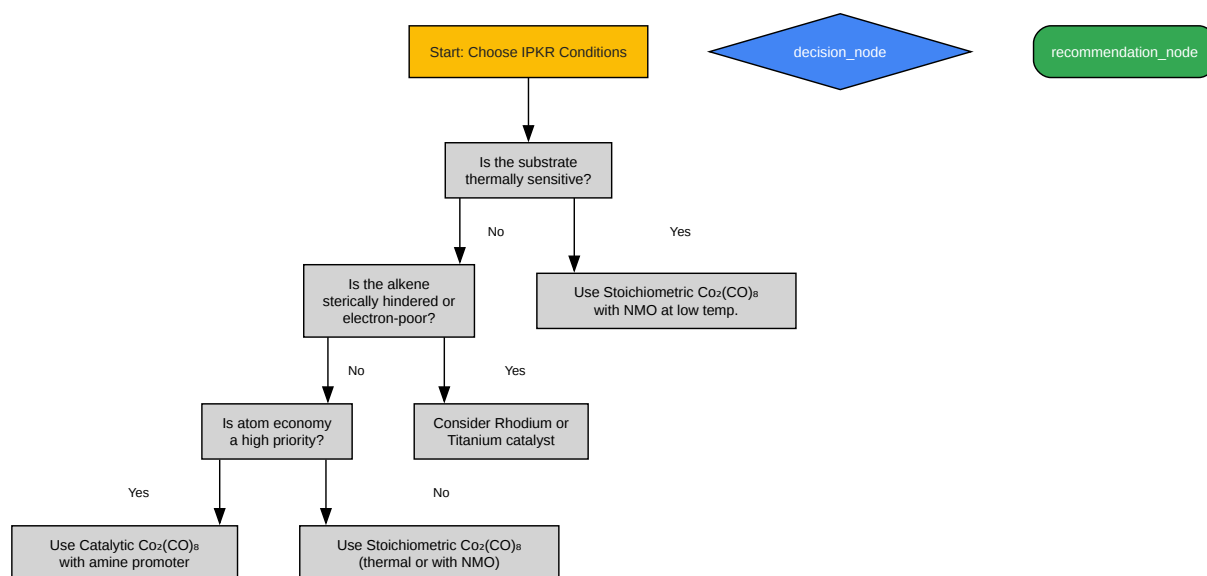 Start: Choose IPKR Conditions
decision_node
recommendation_node
Is the substrate
thermally sensitive?
No
Yes
Is the alkene
sterically hindered or
electron-poor?
Use Stoichiometric Co₂(CO)₈
with NMO at low temp.
No
Yes
Is atom economy
a high priority?
Consider Rhodium or
Titanium catalyst
Yes
No
Use Catalytic Co₂(CO)₈
with amine promoter
Use Stoichiometric Co₂(CO)₈
(thermal or with NMO)